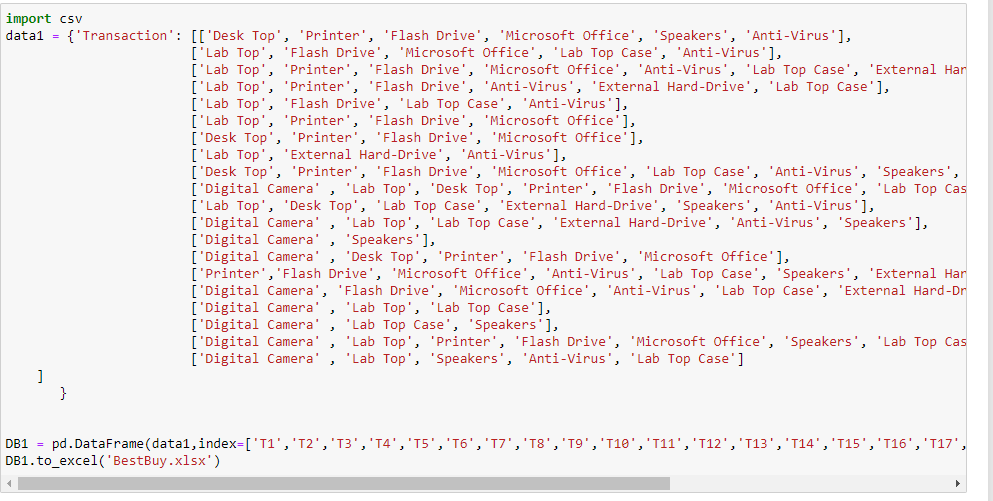 import csv
data1 = {'Transaction': [['Desk Top', 'Printer', 'Flash Drive', 'Microsoft Office', 'Speakers', 'Anti-Virus'],
['Lab Top', 'Flash Drive', 'Microsoft Office', 'Lab Top Case', 'Anti-Virus'],
['Lab Top', 'Printer', 'Flash Drive', 'Microsoft Office', 'Anti-Virus', 'Lab Top Case', 'External Har
['Lab Top', 'Printer', 'Flash Drive', 'Anti-Virus', 'External Hard-Drive', 'Lab Top Case'],
['Lab Top', 'Flash Drive', 'Lab Top Case', 'Anti-Virus'],
['Lab Top', 'Printer', 'Flash Drive', 'Microsoft Office'],
['Desk Top', 'Printer', 'Flash Drive', 'Microsoft Office'],
['Lab Top', 'External Hard-Drive', 'Anti-Virus'],
['Desk Top', 'Printer', 'Flash Drive', 'Microsoft Office', 'Lab Top Case', 'Anti-Virus', 'Speakers',
['Digital Camera' , 'Lab Top', 'Desk Top', 'Printer', 'Flash Drive', 'Microsoft Office', 'Lab Top Cas
['Lab Top', 'Desk Top', 'Lab Top Case', 'External Hard-Drive', 'Speakers', 'Anti-Virus'],
['Digital Camera' , 'Lab Top', 'Lab Top Case', 'External Hard-Drive', 'Anti-Virus', 'Speakers'],
['Digital Camera' , 'Speakers'],
['Digital Camera' , 'Desk Top', 'Printer', 'Flash Drive', 'Microsoft Office'],
['Printer','Flash Drive', 'Microsoft Office', 'Anti-Virus', 'Lab Top Case', 'Speakers', 'External Har
['Digital Camera', 'Flash Drive', 'Microsoft Office', 'Anti-Virus', 'Lab Top Case', 'External Hard-Dr
['Digital Camera' , 'Lab Top', 'Lab Top Case'],
['Digital Camera' , 'Lab Top Case', 'Speakers'],
['Digital Camera' , 'Lab Top', 'Printer', 'Flash Drive', 'Microsoft Office', 'Speakers', 'Lab Top Cas
['Digital Camera' , 'Lab Top', 'Speakers', 'Anti-Virus', 'Lab Top Case']
]
}
DB1 = pd.DataFrame(data1,index=['T1','T2','T3','T4','T5','T6','T7','T8','T9','T10','T11','T12','T13','T14','T15','T16','T17',
DB1.to_excel('BestBuy.xlsx')